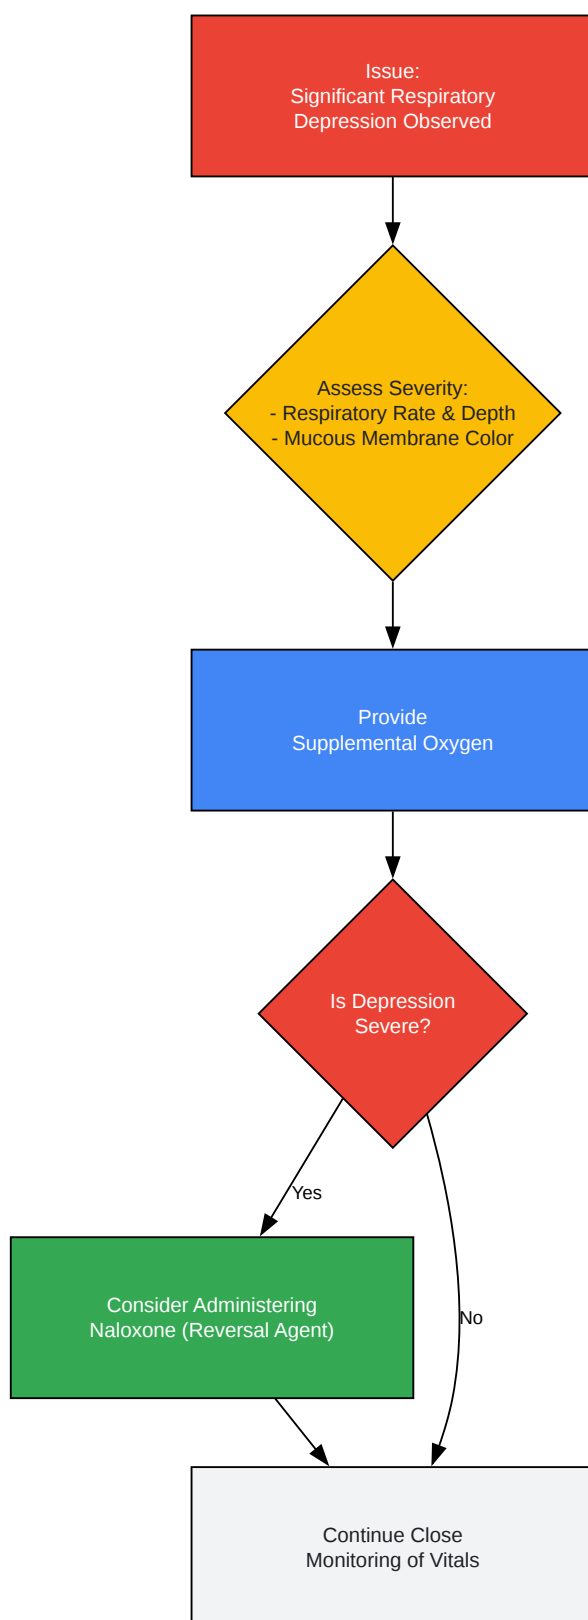 Issue:
Significant Respiratory
Depression Observed
Assess Severity:
- Respiratory Rate & Depth
- Mucous Membrane Color
Provide
Supplemental Oxygen
Is Depression
Severe?
Yes
Consider Administering
Naloxone (Reversal Agent)
No
Continue Close
Monitoring of Vitals